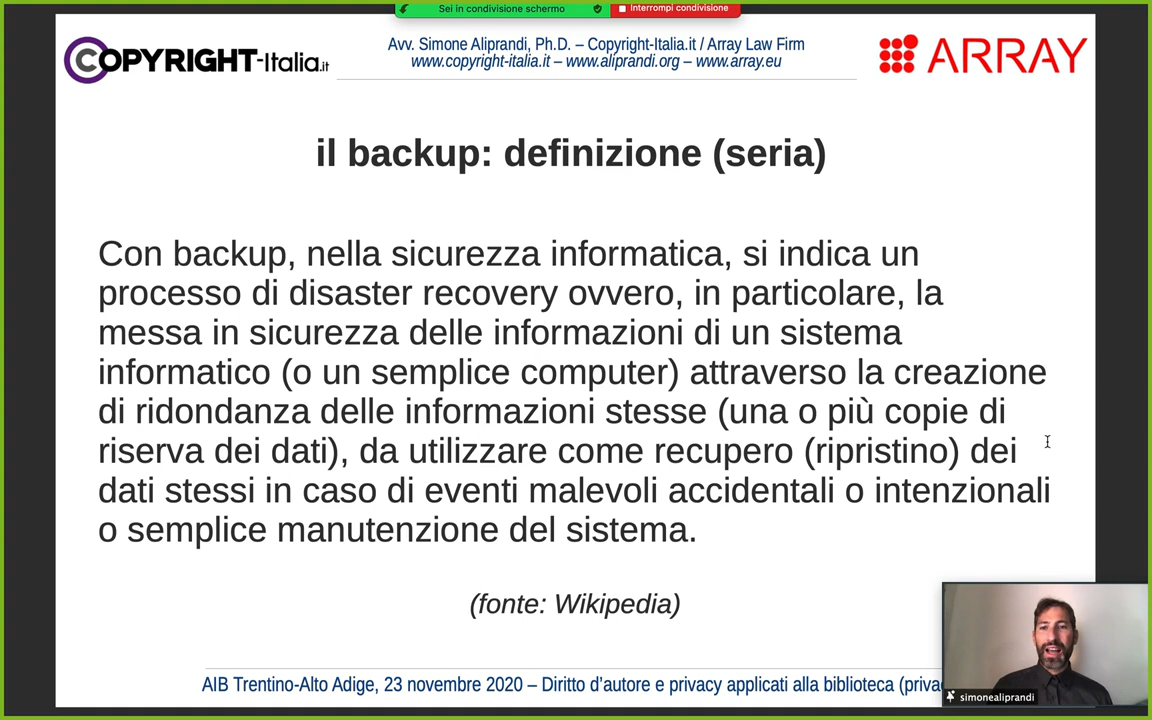 Sei in condivisione schermo
Interrompi condivisione
COPYRIGHT-Italia.it
Avv. Simone Aliprandi, Ph.D. – Copyright-Italia.it / Array Law Firm
www.copyright-italia.it – www.aliprandi.org – www.array.eu
ARRAY
il backup: definizione (seria)
Con backup, nella sicurezza informatica, si indica un
processo di disaster recovery ovvero, in particolare, la
messa in sicurezza delle informazioni di un sistema
informatico (o un semplice computer) attraverso la creazione
di ridondanza delle informazioni stesse (una o più copie di
riserva dei dati), da utilizzare come recupero (ripristino) dei
dati stessi in caso di eventi malevoli accidentali o intenzionali
o semplice manutenzione del sistema.
(fonte: Wikipedia)
AIB Trentino-Alto Adige, 23 novembre 2020 – Diritto d'autore e privacy applicati alla biblioteca (priva
simonealiprandi